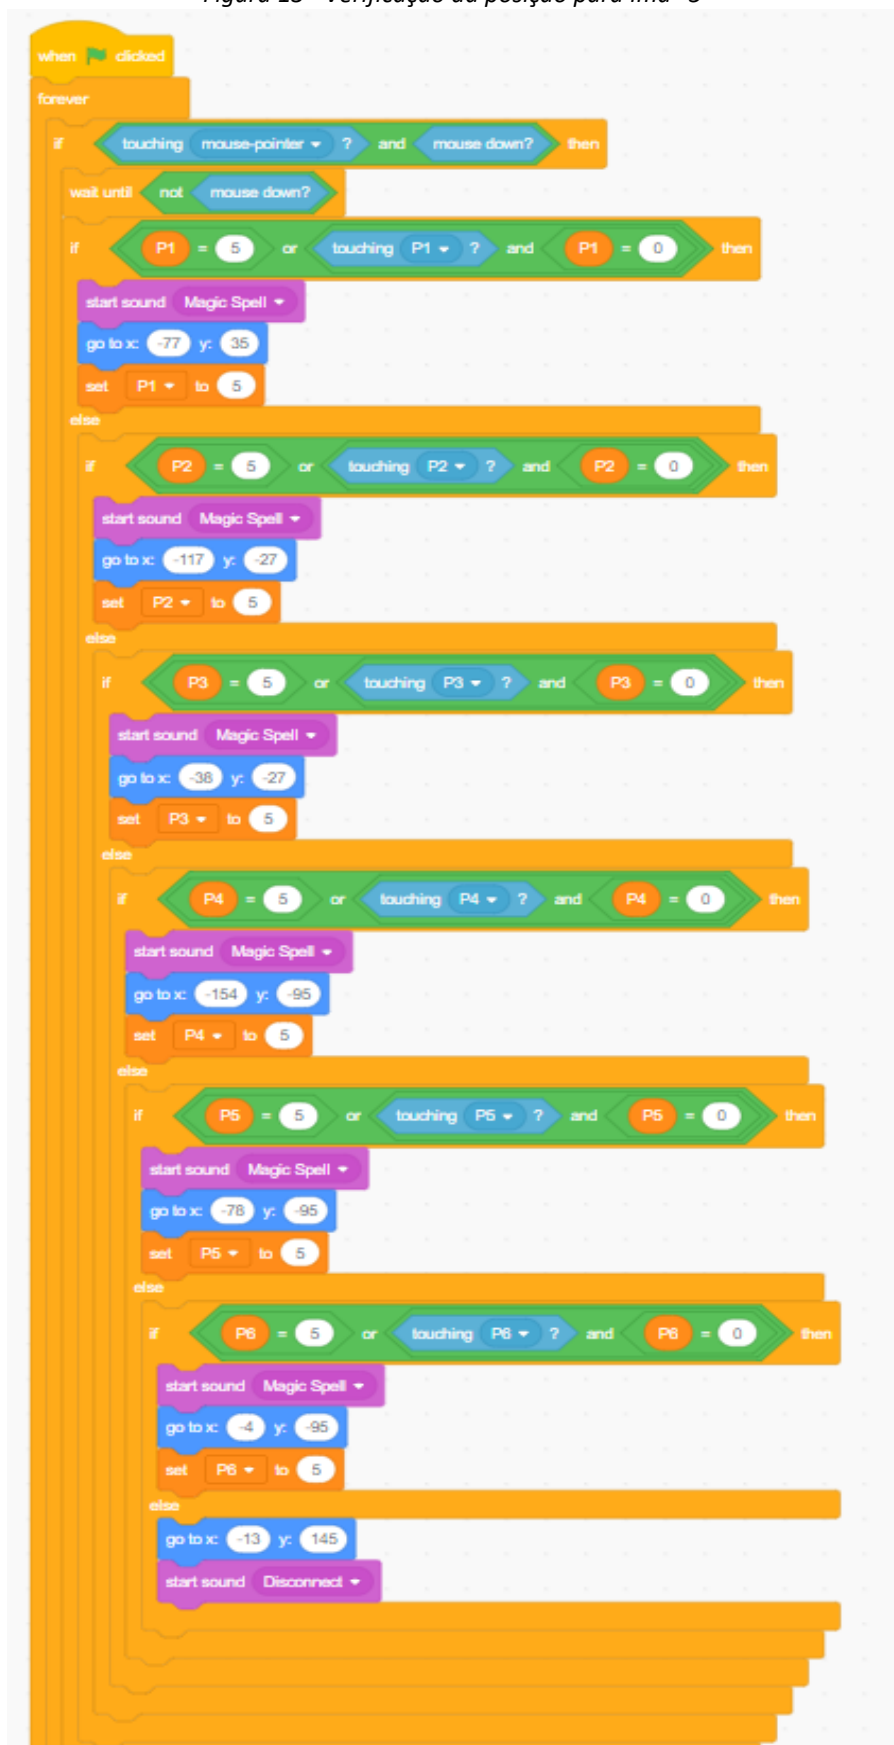 Figura 13 - Verificação da posição para Ímã "5"
when clicked
forever
if touching mouse-pointer ? and mouse down? then
wait until not mouse down?
if P1 = 5 or touching P1 ? and P1 = 0 then
start sound Magic Spell
go to x: -77 y: 35
set P1 to 5
else
if P2 = 5 or touching P2 ? and P2 = 0 then
start sound Magic Spell
go to x: -117 y: -27
set P2 to 5
else
if P3 = 5 or touching P3 ? and P3 = 0 then
start sound Magic Spell
go to x: -38 y: -27
set P3 to 5
else
if P4 = 5 or touching P4 ? and P4 = 0 then
start sound Magic Spell
go to x: -154 y: -95
set P4 to 5
else
if P5 = 5 or touching P5 ? and P5 = 0 then
start sound Magic Spell
go to x: -78 y: -95
set P5 to 5
else
if P6 = 5 or touching P6 ? and P6 = 0 then
start sound Magic Spell
go to x: -4 y: -95
set P6 to 5
else
go to x: -13 y: 145
start sound Disconnect